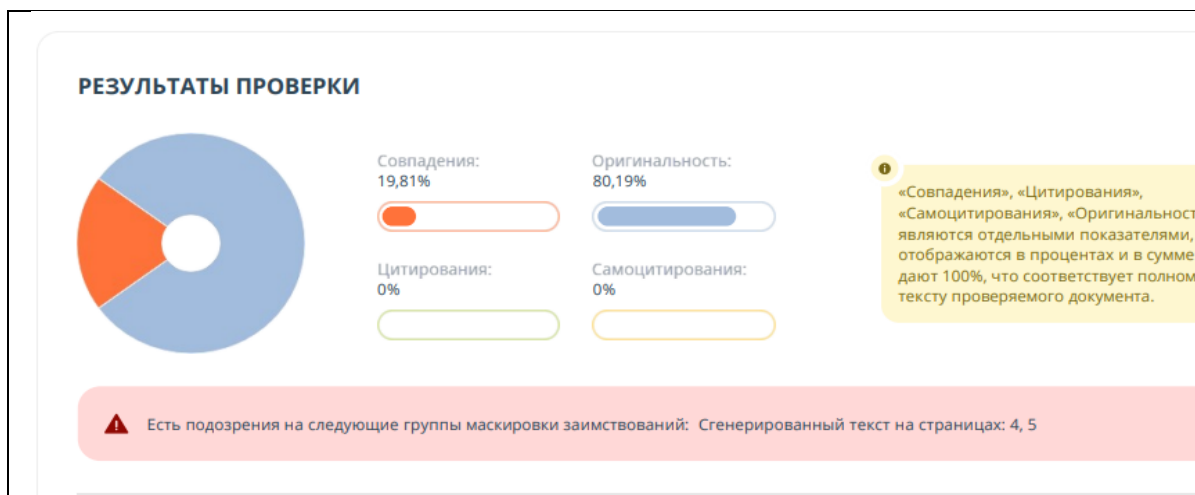 РЕЗУЛЬТАТЫ ПРОВЕРКИ
Совпадения:
19,81%
Оригинальность:
80,19%
Цитирования:
0%
Самоцитирования:
0%
«Совпадения», «Цитирования»,
«Самоцитирования», «Оригинальност
являются отдельными показателями,
отображаются в процентах и в сумме
дают 100%, что соответствует полном
тексту проверяемого документа.
Есть подозрения на следующие группы маскировки заимствований: Сгенерированный текст на страницах: 4, 5